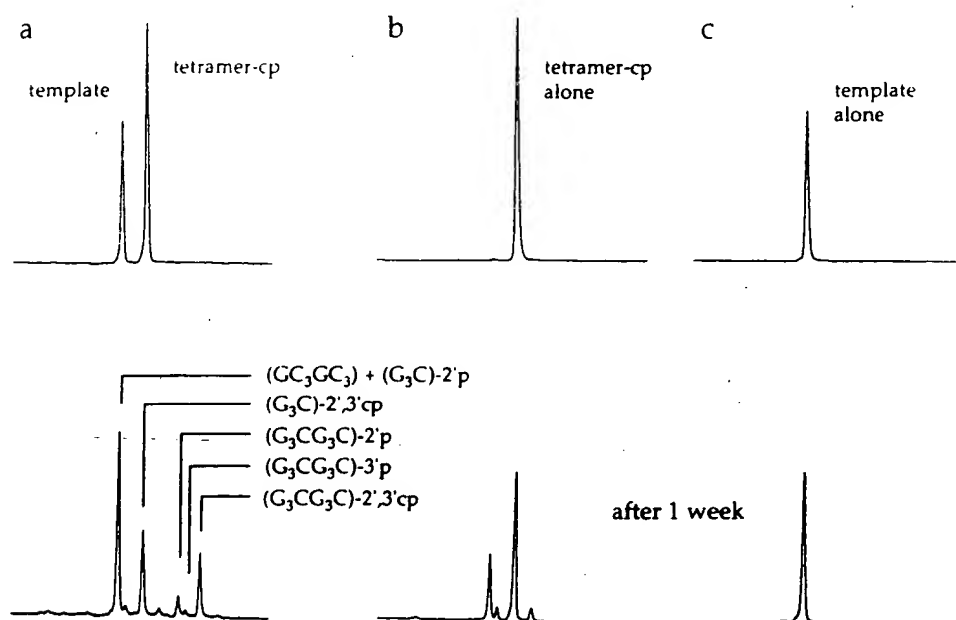 a
b
c
template
tetramer-cp
tetramer-cp
alone
template
alone
(GC₃GC₃) + (G₃C)-2'p
(G₃C)-2',3'cp
(G₃CG₃C)-2'p
(G₃CG₃C)-3'p
(G₃CG₃C)-2',3'cp
after 1 week